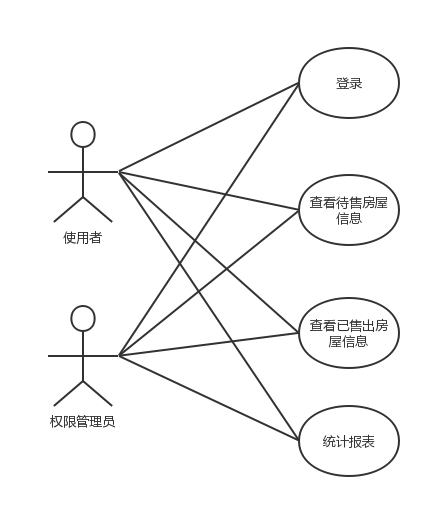 登录
查看待售房屋
信息
使用者
查看已售出房
屋信息
权限管理员
统计报表